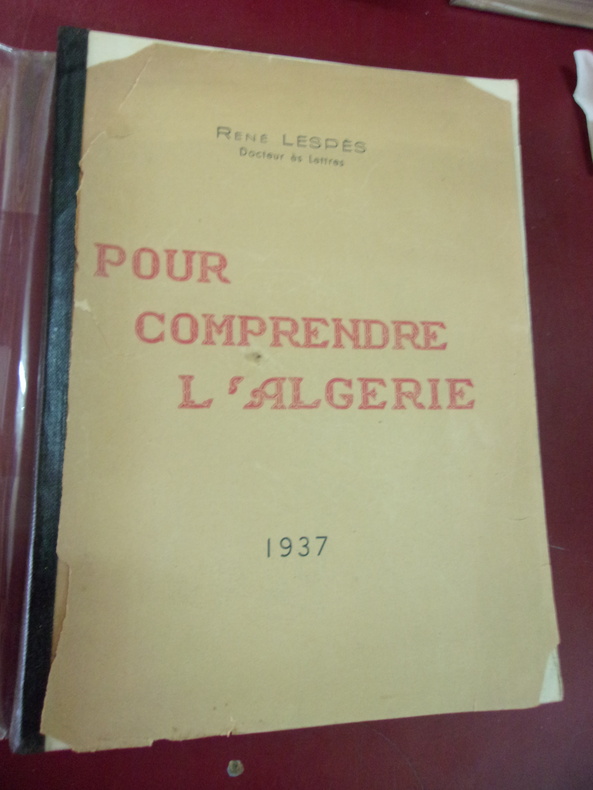 RENÉ LESPÈS
Docteur ès Lettres
POUR
COMPRENDRE
L'ALGERIE
1937